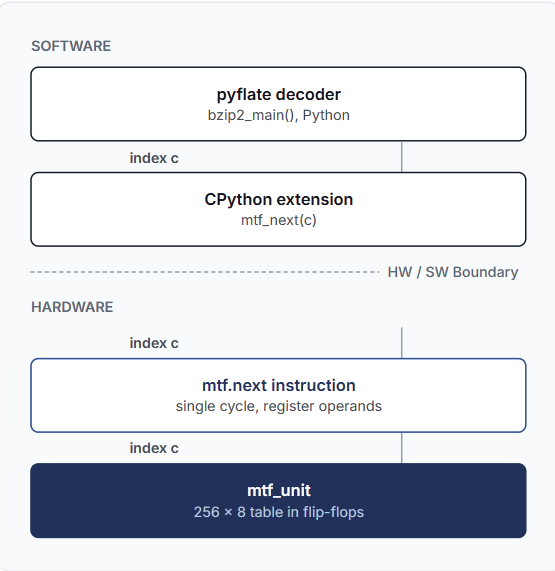 SOFTWARE
pyflate decoder
bzip2_main(), Python
index c
CPython extension
mtf_next(c)
HW / SW Boundary
HARDWARE
index c
mtf.next instruction
single cycle, register operands
index c
mtf_unit
256 × 8 table in flip-flops